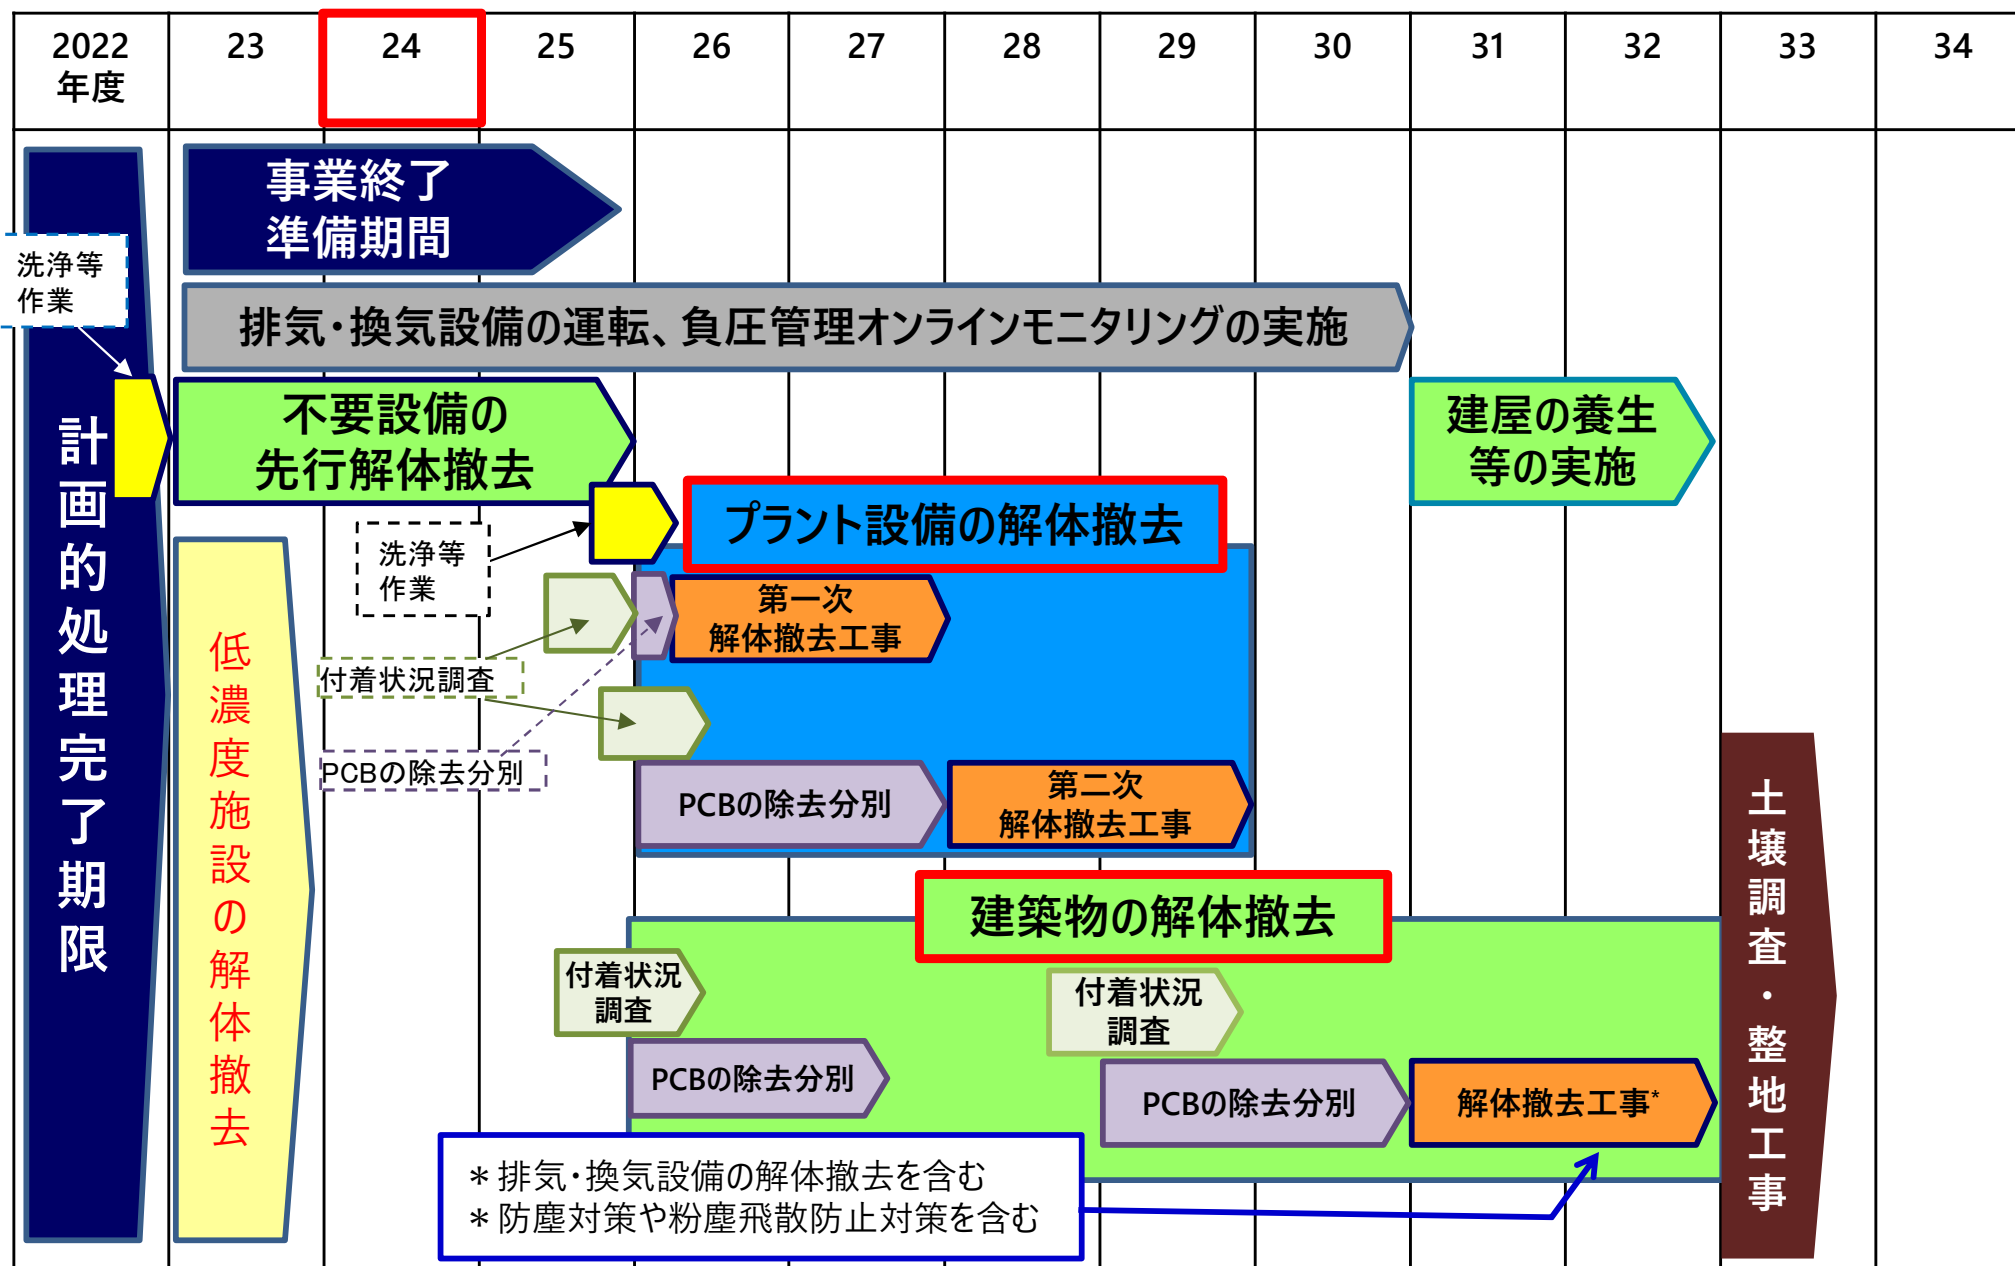 2022
年度
23
24
25
26
27
28
29
30
31
32
33
34
計画的処理完了期限
洗浄等
作業
事業終了
準備期間
排気・換気設備の運転、負圧管理オンラインモニタリングの実施
不要設備の
先行解体撤去
建屋の養生
等の実施
低濃度施設の解体撤去
洗浄等
作業
プラント設備の解体撤去
第一次
解体撤去工事
付着状況調査
PCBの除去分別
PCBの除去分別
第二次
解体撤去工事
建築物の解体撤去
付着状況
調査
付着状況
調査
PCBの除去分別
PCBの除去分別
解体撤去工事*
＊排気・換気設備の解体撤去を含む
＊防塵対策や粉塵飛散防止対策を含む
土壌調査・整地工事